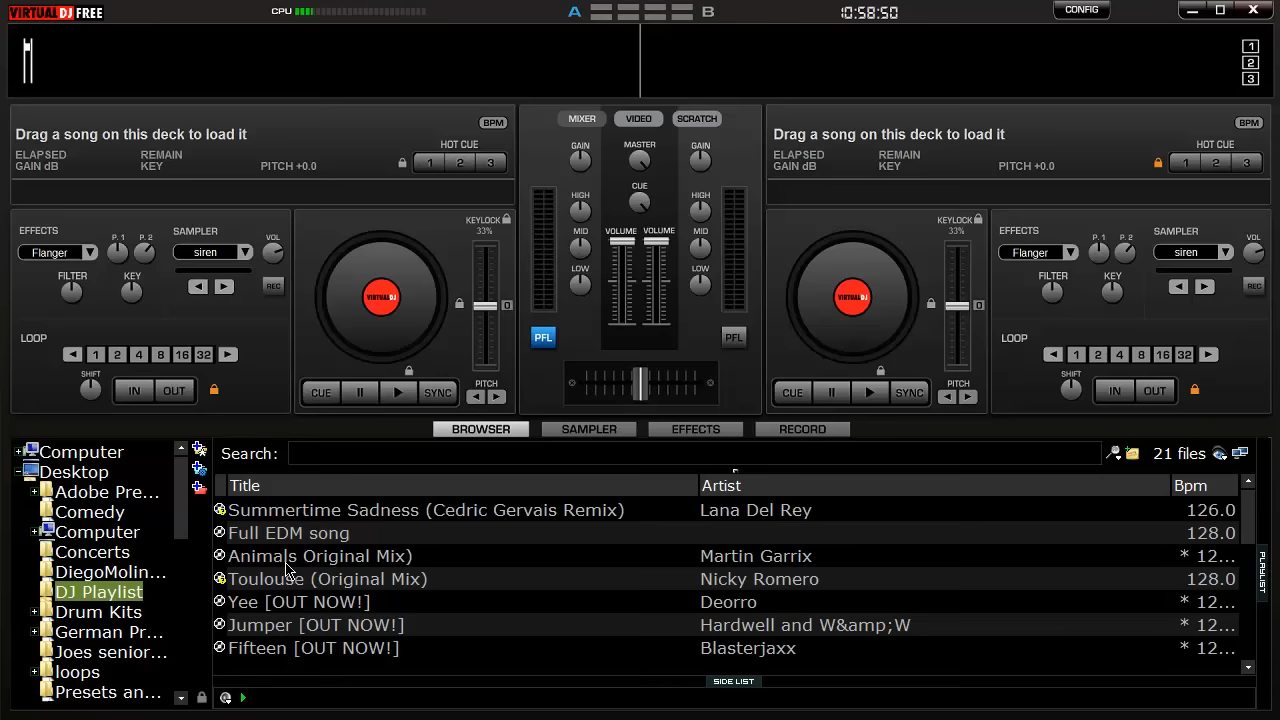 VIRTUAL DJ FREE
CPU
A B
10:58:50
CONFIG
1
2
3
Drag a song on this deck to load it
BPM
ELAPSED REMAIN HOT CUE
GAIN dB KEY PITCH +0.0 1 2 3
MIXER VIDEO SCRATCH
GAIN MASTER GAIN
HIGH CUE HIGH
MID VOLUME VOLUME MID
LOW LOW
PFL PFL
Drag a song on this deck to load it
BPM
ELAPSED REMAIN HOT CUE
GAIN dB KEY PITCH +0.0 1 2 3
EFFECTS P. 1 P. 2 SAMPLER VOL
Flanger siren
FILTER KEY REC
LOOP
1 2 4 8 16 32
SHIFT IN OUT
KEYLOCK
33%
VIRTUALDJ
0
CUE SYNC PITCH
KEYLOCK
33%
VIRTUALDJ
0
CUE SYNC PITCH
EFFECTS P. 1 P. 2 SAMPLER VOL
Flanger siren
FILTER KEY REC
LOOP
1 2 4 8 16 32
SHIFT IN OUT
BROWSER SAMPLER EFFECTS RECORD
Computer
Desktop
Adobe Pre...
Comedy
Computer
Concerts
DiegoMolin...
DJ Playlist
Drum Kits
German Pr...
Joes senior...
loops
Presets an...
Search: 21 files
Title Artist Bpm
Summertime Sadness (Cedric Gervais Remix) Lana Del Rey 126.0
Full EDM song 128.0
Animals Original Mix) Martin Garrix * 12...
Toulouse (Original Mix) Nicky Romero 128.0
Yee [OUT NOW!] Deorro * 12...
Jumper [OUT NOW!] Hardwell and W&amp;W * 12...
Fifteen [OUT NOW!] Blasterjaxx * 12...
SIDE LIST
PLAYLIST